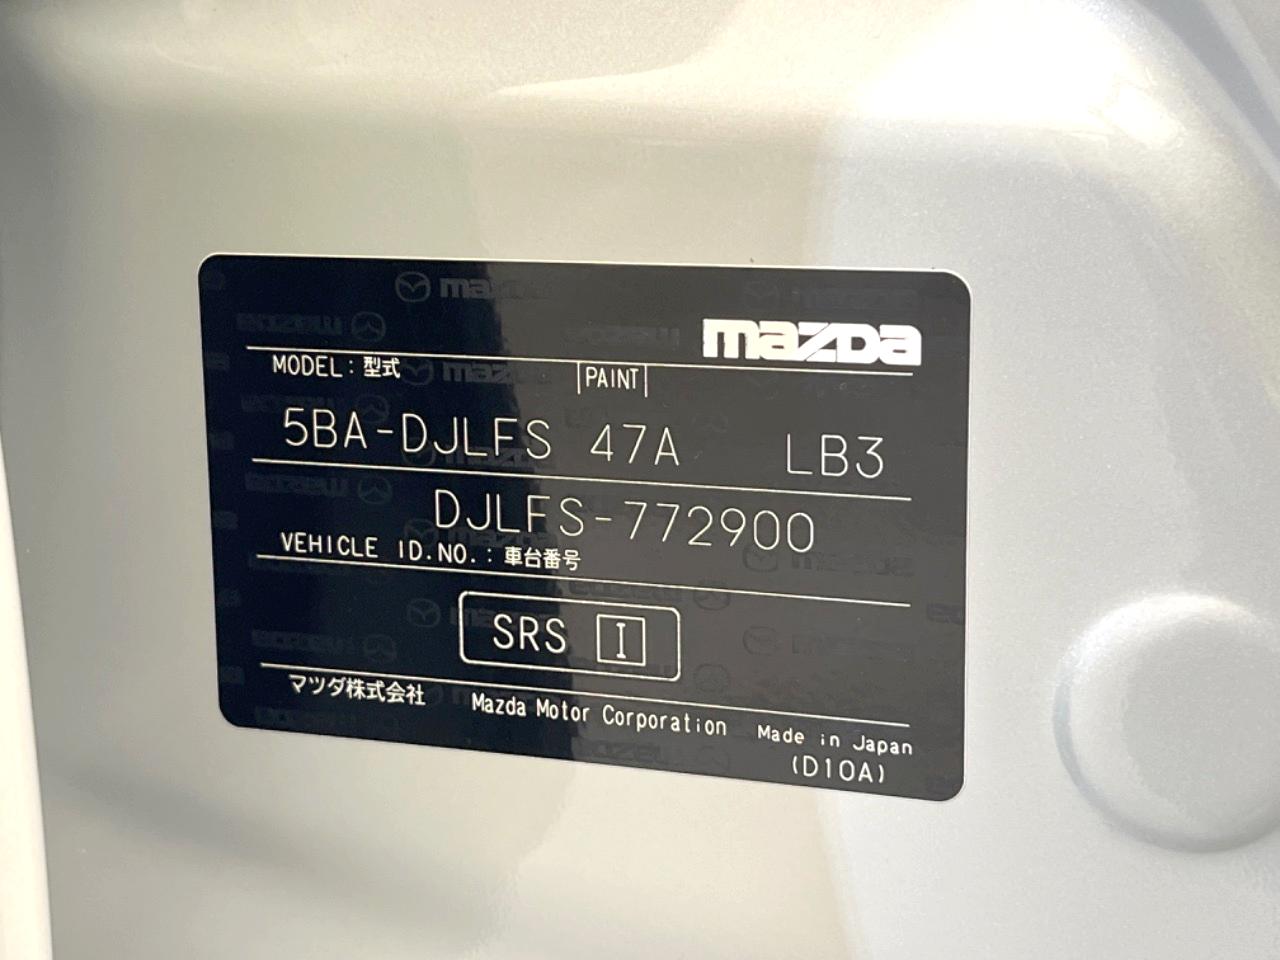 mazda
MODEL : 型式 PAINT
5BA-DJLFS 47A LB3
DJLFS-772900
VEHICLE ID.NO. : 車台番号
SRS I
マツダ株式会社 Mazda Motor Corporation Made in Japan
(D10A)